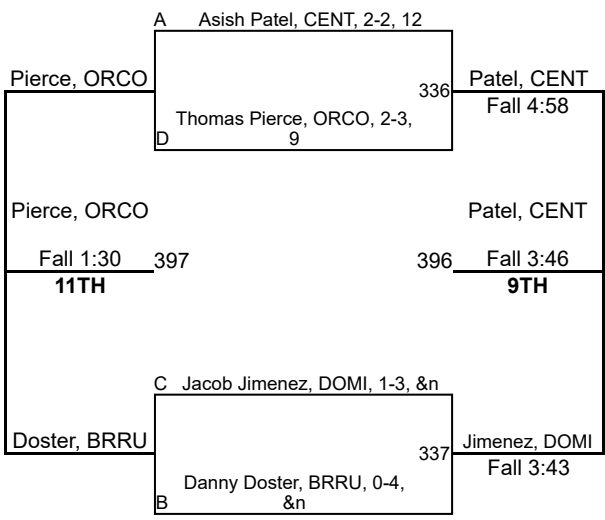 A Asish Patel, CENT, 2-2, 12
Pierce, ORCO
336
Patel, CENT
Fall 4:58
Thomas Pierce, ORCO, 2-3,
D 9
Pierce, ORCO
Patel, CENT
Fall 1:30
397
396
Fall 3:46
11TH
9TH
C Jacob Jimenez, DOMI, 1-3, &n
Doster, BRRU
337
Jimenez, DOMI
Fall 3:43
Danny Doster, BRRU, 0-4,
B &n